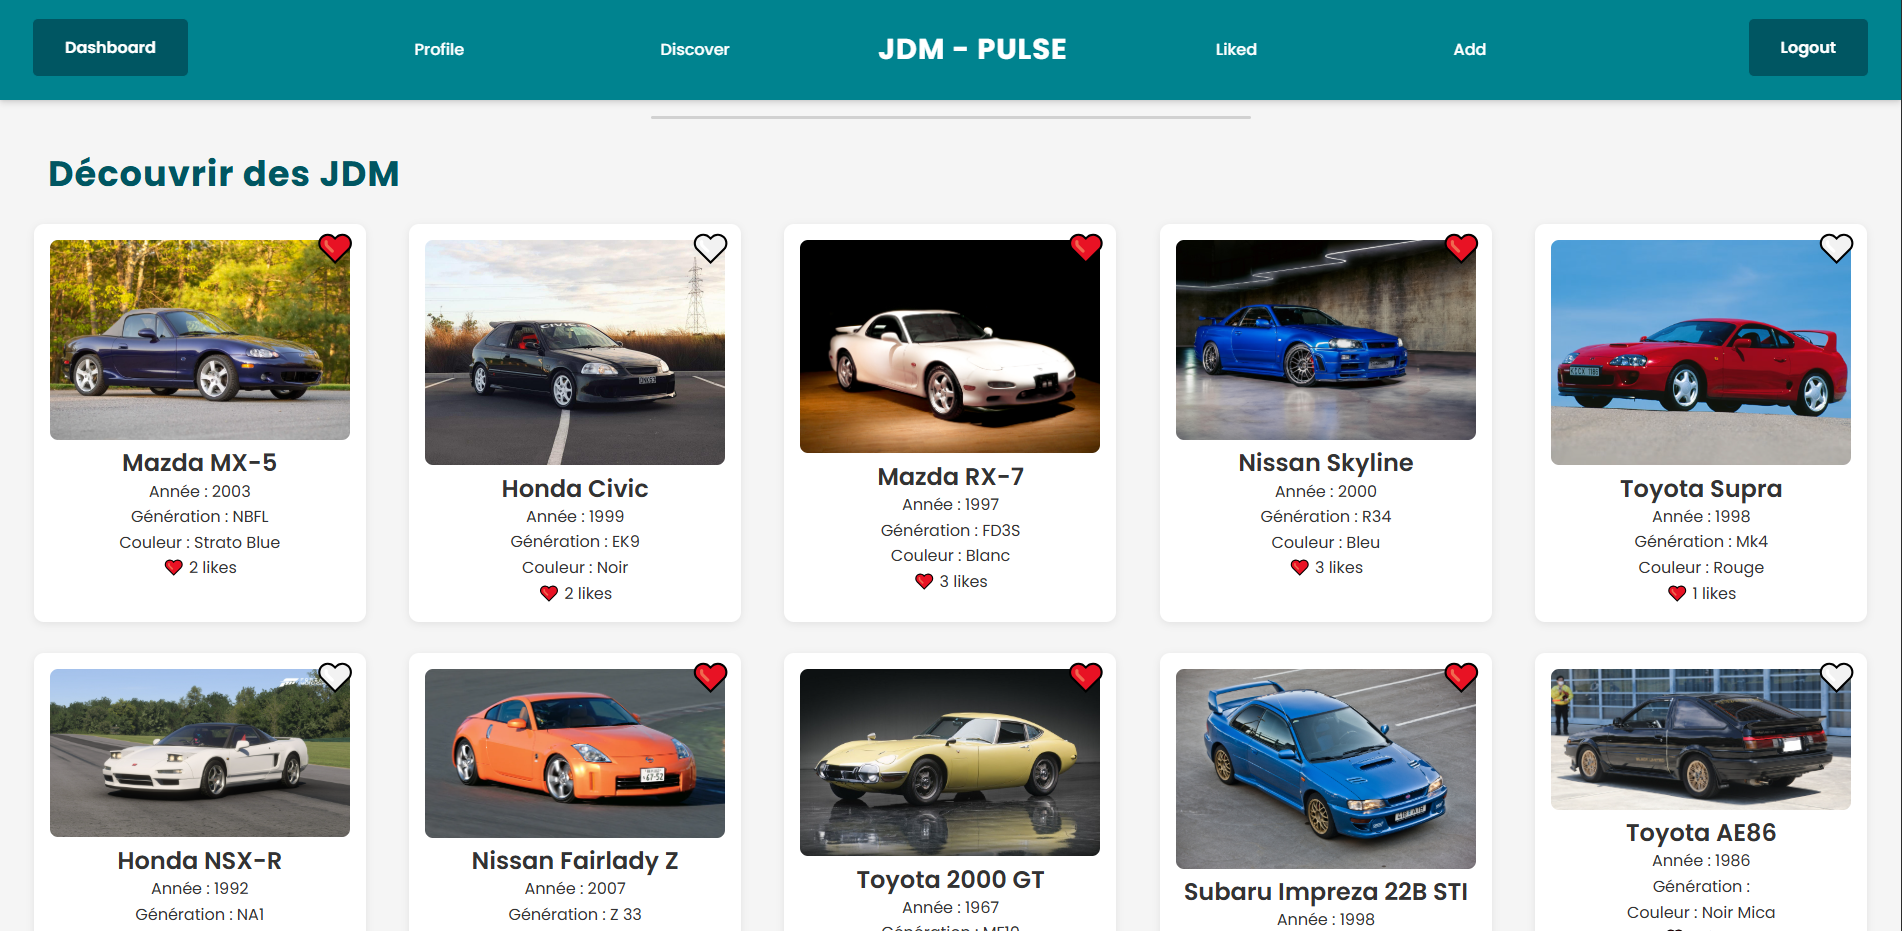 Dashboard
Profile
Discover
JDM - PULSE
Liked
Add
Logout
Découvrir des JDM
Mazda MX-5
Année : 2003
Génération : NBFL
Couleur : Strato Blue
2 likes
CIVIC
Honda Civic
Année : 1999
Génération : EK9
Couleur : Noir
2 likes
Mazda RX-7
Année : 1997
Génération : FD3S
Couleur : Blanc
3 likes
Nissan Skyline
Année : 2000
Génération : R34
Couleur : Bleu
3 likes
Toyota Supra
Année : 1998
Génération : Mk4
Couleur : Rouge
1 likes
Honda NSX-R
Année : 1992
Génération : NA1
Nissan Fairlady Z
Année : 2007
Génération : Z 33
Toyota 2000 GT
Année : 1967
Génération : MF10
Subaru Impreza 22B STI
Année : 1998
Toyota AE86
Année : 1986
Génération :
Couleur : Noir Mica